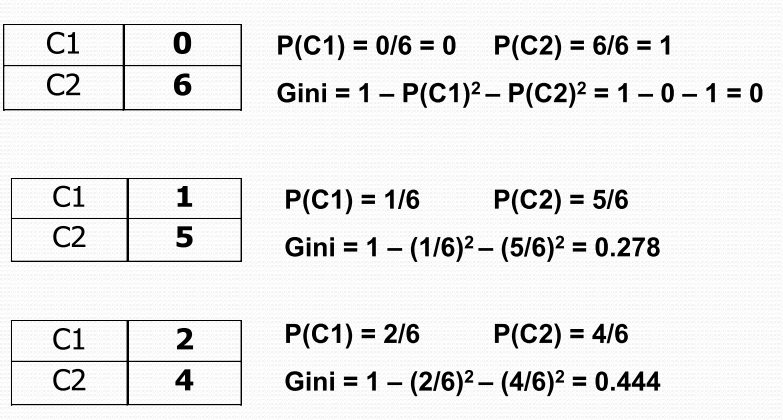 C1 0 P(C1) = 0/6 = 0 P(C2) = 6/6 = 1
C2 6 Gini = 1 – P(C1)² – P(C2)² = 1 – 0 – 1 = 0
C1 1 P(C1) = 1/6 P(C2) = 5/6
C2 5 Gini = 1 – (1/6)² – (5/6)² = 0.278
C1 2 P(C1) = 2/6 P(C2) = 4/6
C2 4 Gini = 1 – (2/6)² – (4/6)² = 0.444